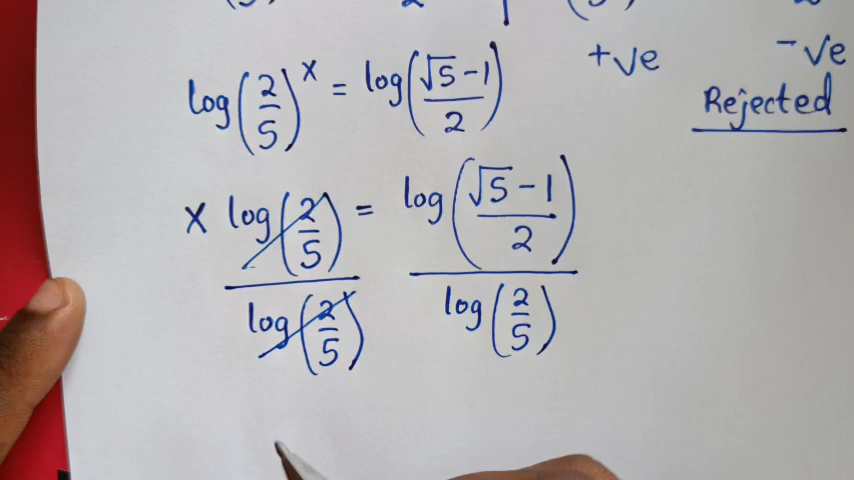 log(2/5)^x = log((√5-1)/2) +ve -ve
Rejected
x log(2/5) / log(2/5) = log((√5-1)/2) / log(2/5)